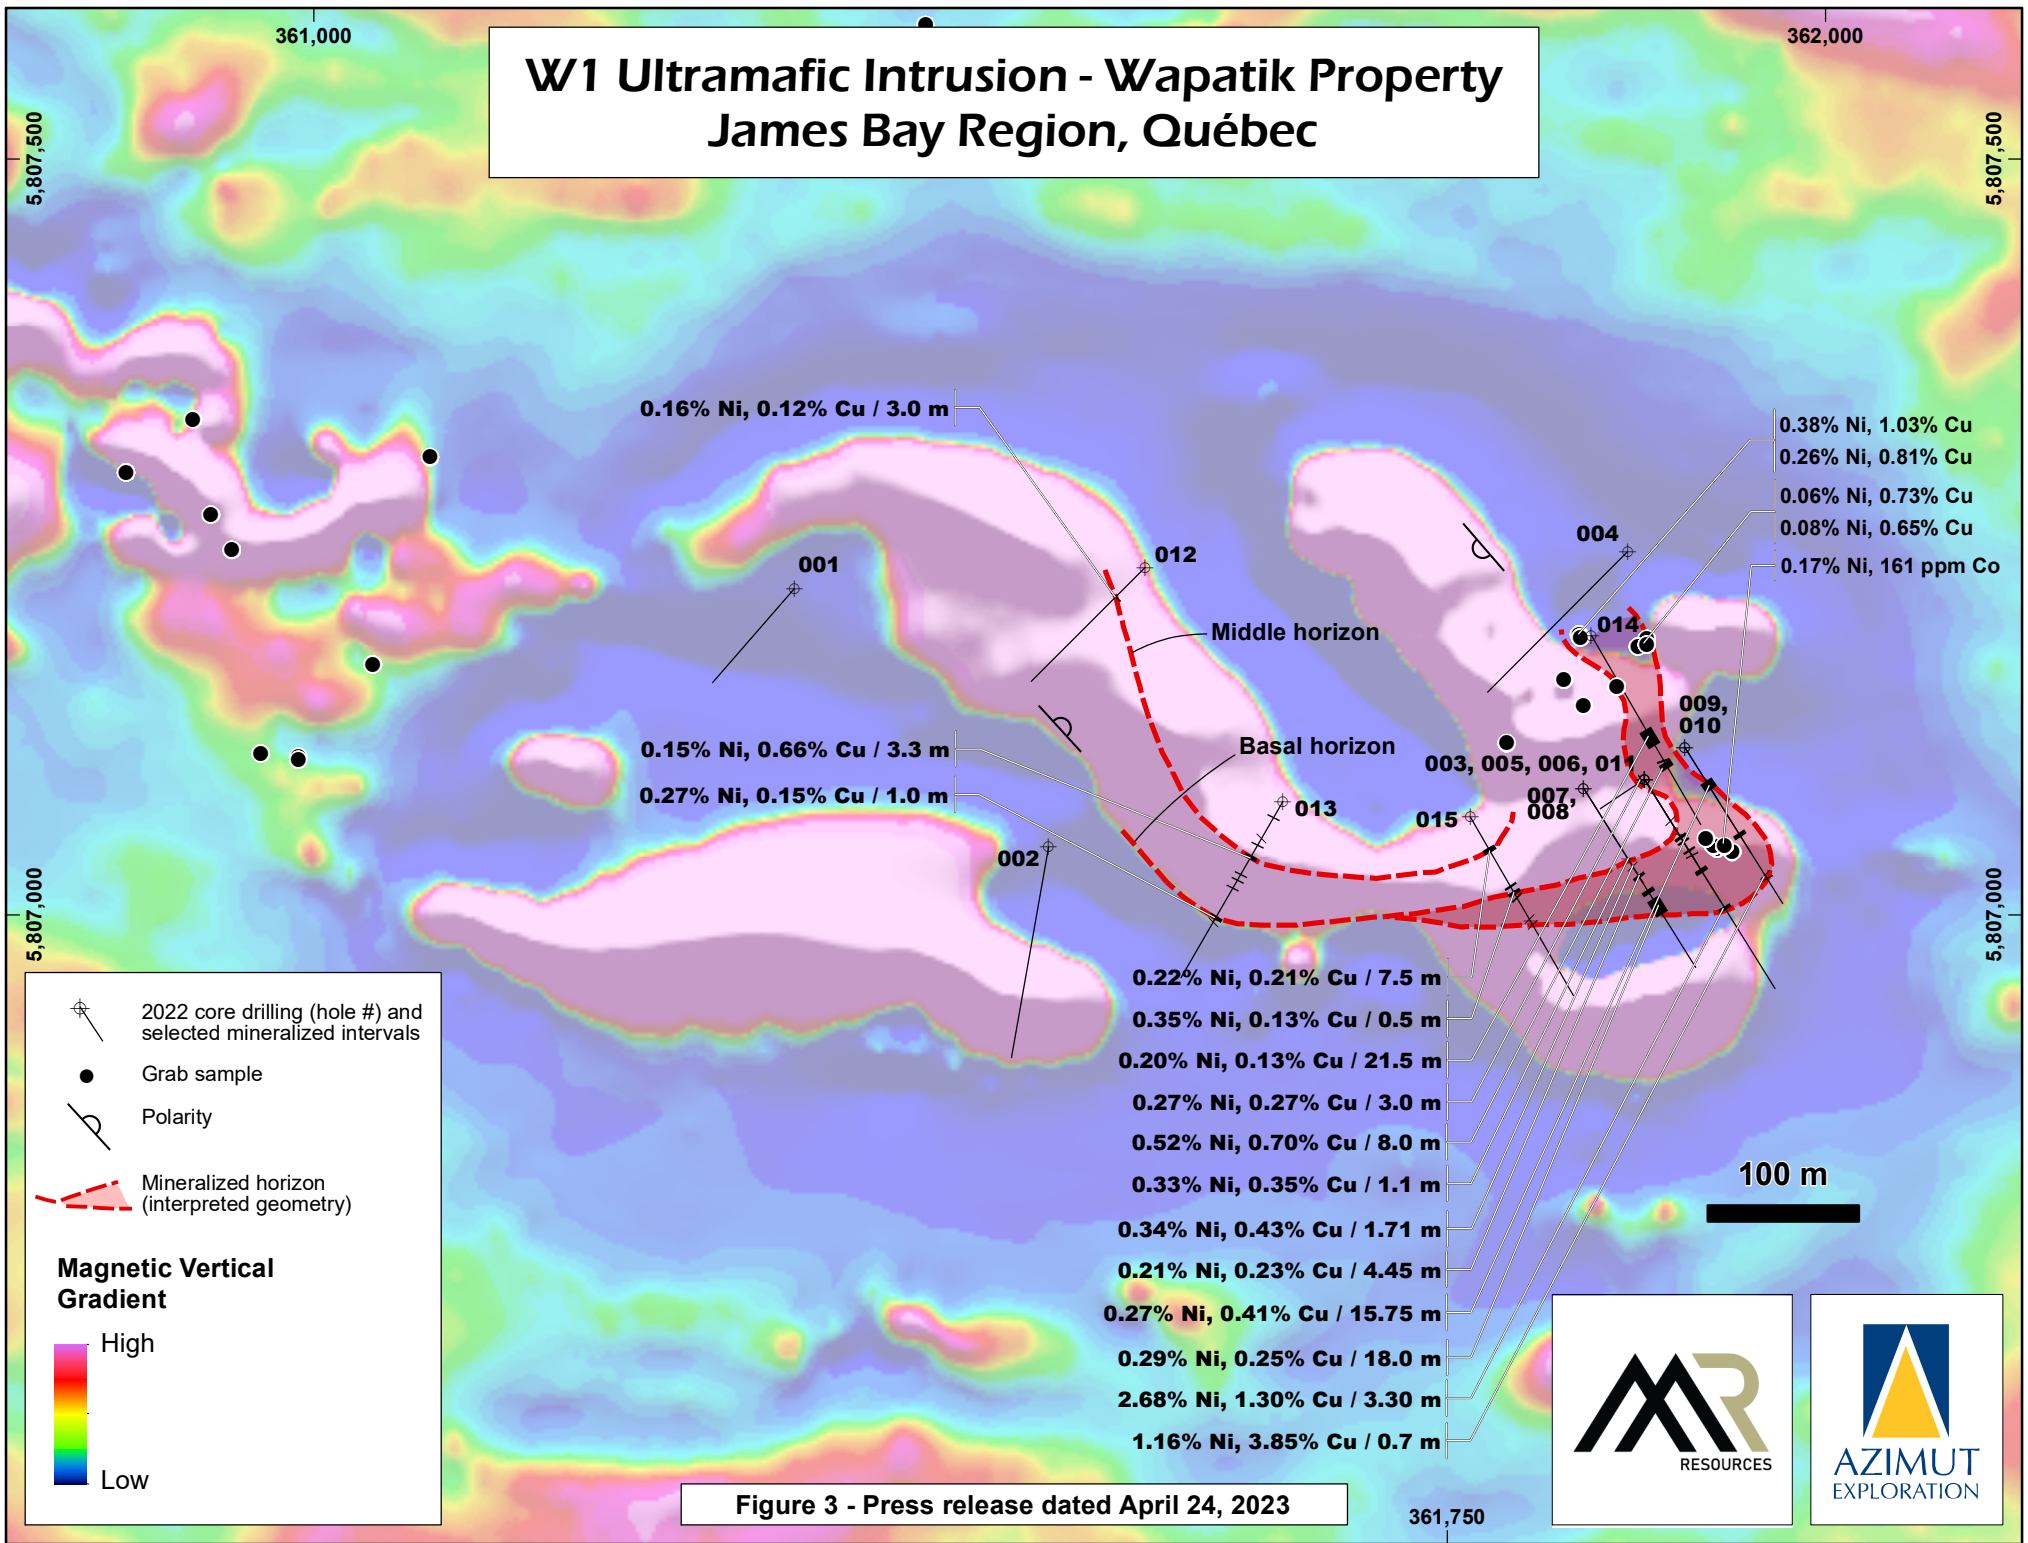 361,000
362,000
W1 Ultramafic Intrusion - Wapatik Property
James Bay Region, Québec
5,807,500
5,807,500
0.16% Ni, 0.12% Cu / 3.0 m
0.38% Ni, 1.03% Cu
0.26% Ni, 0.81% Cu
0.06% Ni, 0.73% Cu
0.08% Ni, 0.65% Cu
0.17% Ni, 161 ppm Co
001
012
004
014
Middle horizon
009,
010
Basal horizon
0.15% Ni, 0.66% Cu / 3.3 m
0.27% Ni, 0.15% Cu / 1.0 m
003, 005, 006, 011
007,
008
013
015
002
5,807,000
5,807,000
0.22% Ni, 0.21% Cu / 7.5 m
0.35% Ni, 0.13% Cu / 0.5 m
0.20% Ni, 0.13% Cu / 21.5 m
0.27% Ni, 0.27% Cu / 3.0 m
0.52% Ni, 0.70% Cu / 8.0 m
0.33% Ni, 0.35% Cu / 1.1 m
0.34% Ni, 0.43% Cu / 1.71 m
0.21% Ni, 0.23% Cu / 4.45 m
0.27% Ni, 0.41% Cu / 15.75 m
0.29% Ni, 0.25% Cu / 18.0 m
2.68% Ni, 1.30% Cu / 3.30 m
1.16% Ni, 3.85% Cu / 0.7 m
2022 core drilling (hole #) and
selected mineralized intervals
Grab sample
Polarity
Mineralized horizon
(interpreted geometry)
Magnetic Vertical
Gradient
High
Low
100 m
Figure 3 - Press release dated April 24, 2023
361,750
RESOURCES
AZIMUT
EXPLORATION